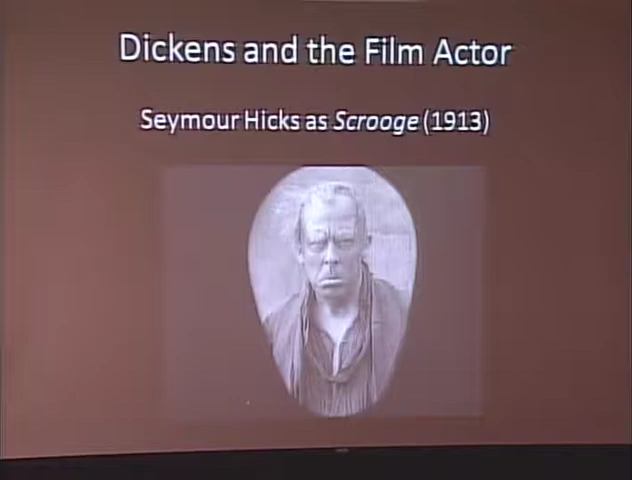 Dickens and the Film Actor
Seymour Hicks as Scrooge (1913)